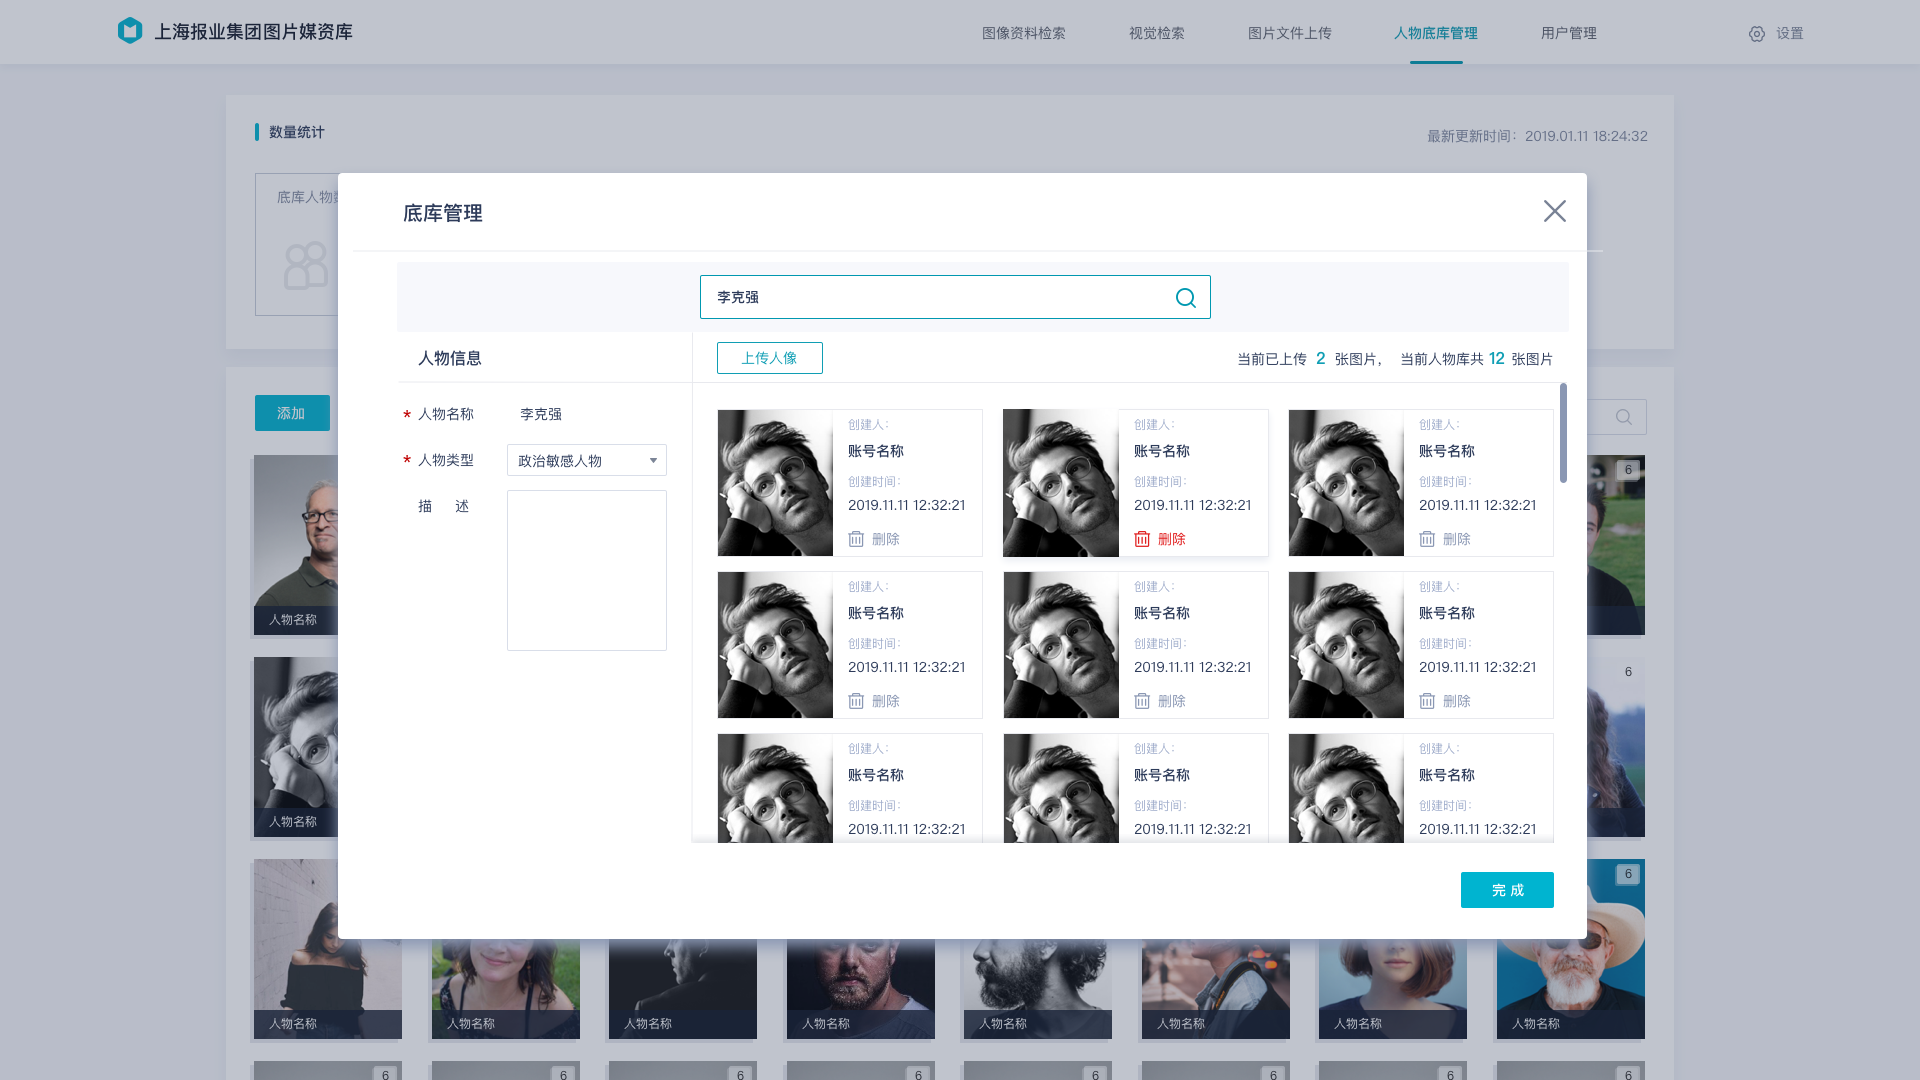 上海报业集团图片媒资库
图像资料检索 视觉检索 图片文件上传 人物底库管理 用户管理 设置
数量统计
最新更新时间：2019.01.11 18:24:32
底库人物
底库管理
李克强
人物信息 上传人像 当前已上传 2 张图片， 当前人物库共 12 张图片
添加
* 人物名称 李克强
* 人物类型 政治敏感人物
描 述
创建人： 创建人： 创建人：
账号名称 账号名称 账号名称
创建时间： 创建时间： 创建时间：
2019.11.11 12:32:21 2019.11.11 12:32:21 2019.11.11 12:32:21
删除 删除 删除
6
人物名称
创建人： 创建人： 创建人：
账号名称 账号名称 账号名称
创建时间： 创建时间： 创建时间：
2019.11.11 12:32:21 2019.11.11 12:32:21 2019.11.11 12:32:21
删除 删除 删除
6
创建人： 创建人： 创建人：
账号名称 账号名称 账号名称
创建时间： 创建时间： 创建时间：
2019.11.11 12:32:21 2019.11.11 12:32:21 2019.11.11 12:32:21
人物名称
6
完 成
人物名称 人物名称 人物名称 人物名称 人物名称 人物名称 人物名称 人物名称
6 6 6 6 6 6 6 6